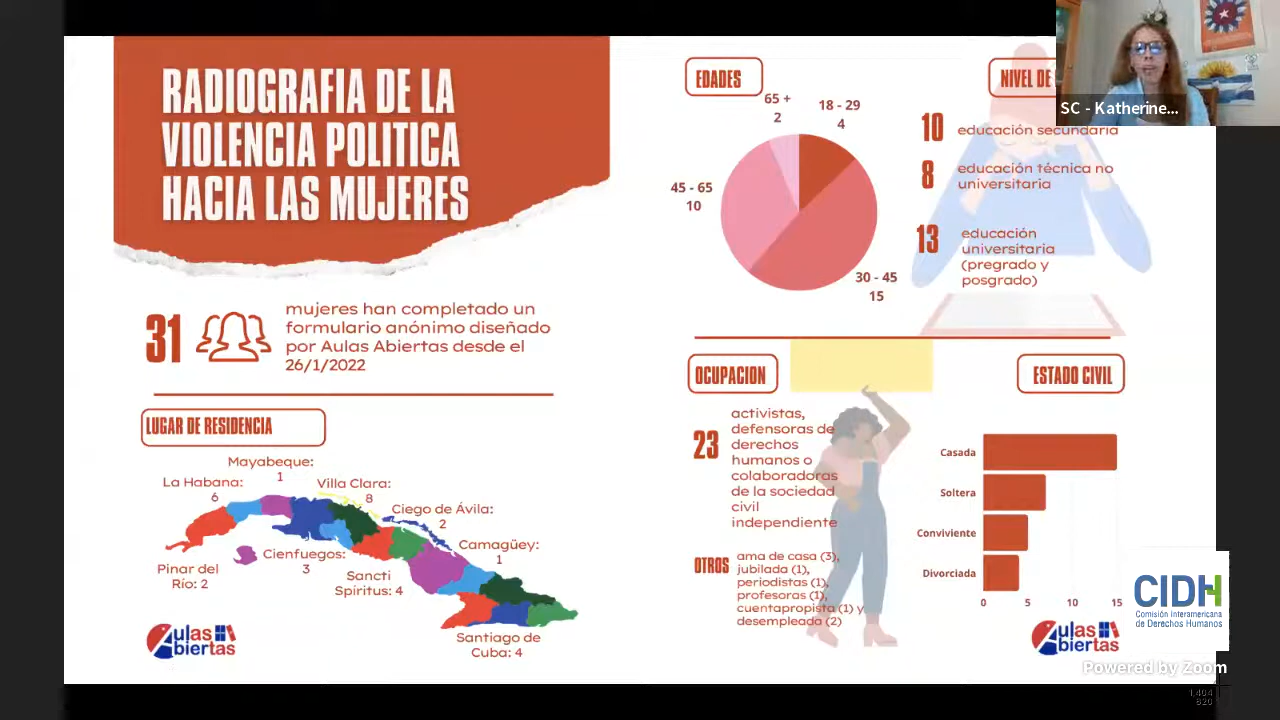 RADIOGRAFIA DE LA
VIOLENCIA POLITICA
HACIA LAS MUJERES
31
mujeres han completado un
formulario anónimo diseñado
por Aulas Abiertas desde el
26/1/2022
LUGAR DE RESIDENCIA
Mayabeque:
1
La Habana:
6
Villa Clara:
8
Ciego de Ávila:
2
Camagüey:
1
Cienfuegos:
3
Pinar del
Río: 2
Sancti
Spíritus: 4
Santiago de
Cuba: 4
Aulas
Abiertas
EDADES
65 +
2
18 - 29
4
45 - 65
10
30 - 45
15
NIVEL DE
10
educación secundaria
8
educación técnica no
universitaria
13
educación
universitaria
(pregrado y
posgrado)
OCUPACION
23
activistas,
defensoras de
derechos
humanos o
colaboradoras
de la sociedad
civil
independiente
OTROS
ama de casa (3),
jubilada (1),
periodistas (1),
profesoras (1),
cuentapropista (1) y
desempleada (2)
ESTADO CIVIL
Casada
Soltera
Conviviente
Divorciada
0 5 10 15
Aulas
Abiertas
SC - Katherine...
CIDH
Comisión Interamericana
de Derechos Humanos
Powered by Zoom
1,404
620